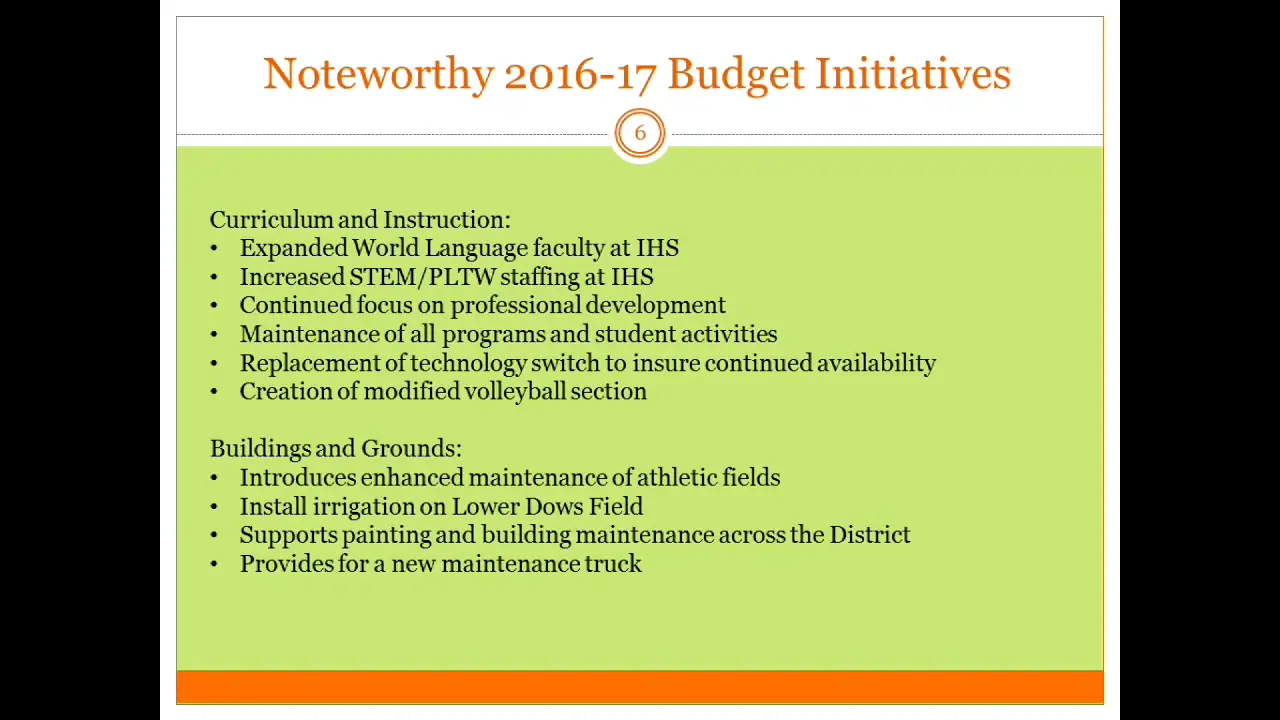 Noteworthy 2016-17 Budget Initiatives
6
Curriculum and Instruction:
• Expanded World Language faculty at IHS
• Increased STEM/PLTW staffing at IHS
• Continued focus on professional development
• Maintenance of all programs and student activities
• Replacement of technology switch to insure continued availability
• Creation of modified volleyball section
Buildings and Grounds:
• Introduces enhanced maintenance of athletic fields
• Install irrigation on Lower Dows Field
• Supports painting and building maintenance across the District
• Provides for a new maintenance truck